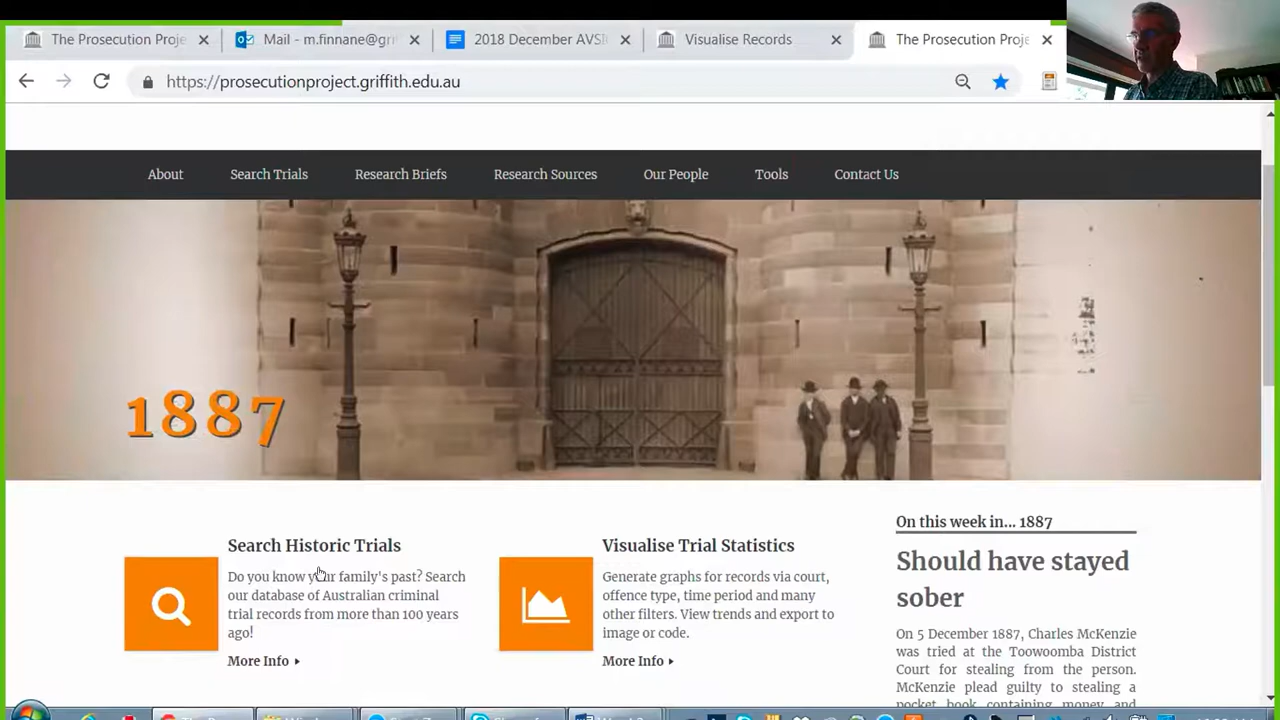 The Prosecution Proje
Mail - m.finnane@gri
2018 December AVSI
Visualise Records
The Prosecution Proje
https://prosecutionproject.griffith.edu.au
About
Search Trials
Research Briefs
Research Sources
Our People
Tools
Contact Us
1887
Search Historic Trials
Do you know your family's past? Search
our database of Australian criminal
trial records from more than 100 years
ago!
More Info
Visualise Trial Statistics
Generate graphs for records via court,
offence type, time period and many
other filters. View trends and export to
image or code.
More Info
On this week in... 1887
Should have stayed
sober
On 5 December 1887, Charles McKenzie
was tried at the Toowoomba District
Court for stealing from the person.
McKenzie plead guilty to stealing a
pocket book containing money and